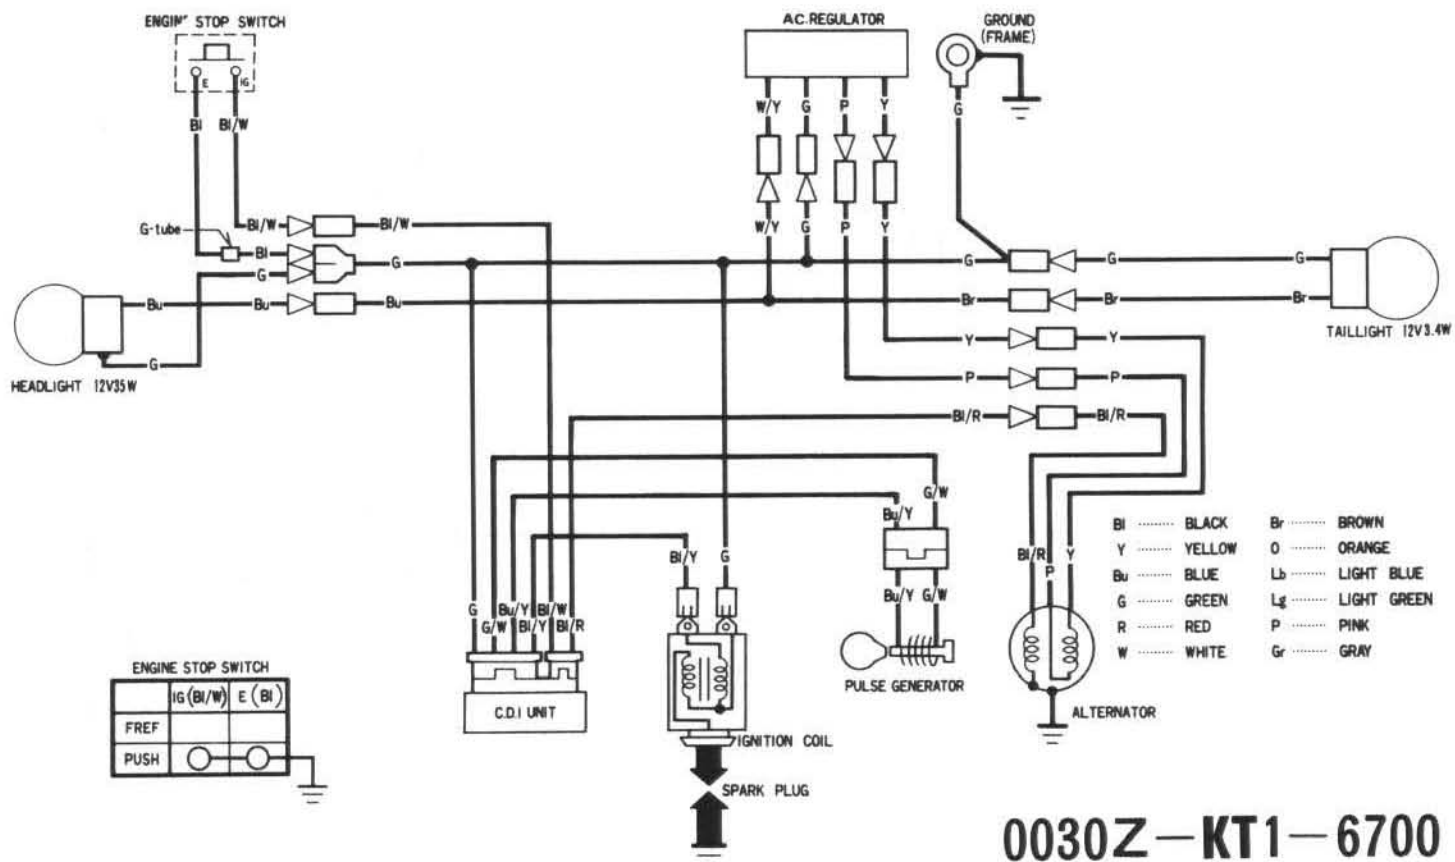 ENGIN' STOP SWITCH
A.C.REGULATOR
GROUND
(FRAME)
E IG
Bl Bl/W
W/Y G P Y
G
G-tube
Bl/W Bl/W
W/Y G P Y
Bl
G
G G G G
Bu Bu Bu Br Br Br
G
HEADLIGHT 12V35W
TAILLIGHT 12V3.4W
Y Y
P P
Bl/R Bl/R
G/W
Bu/Y
Bl/Y G
Bl/R P Y
Bu/Y G/W
G G/W Bu/Y Bl/Y Bl/W Bl/R
Bl ........ BLACK
Y ........ YELLOW
Bu ........ BLUE
G ........ GREEN
R ........ RED
W ........ WHITE
Br ........ BROWN
O ........ ORANGE
Lb ........ LIGHT BLUE
Lg ........ LIGHT GREEN
P ........ PINK
Gr ........ GRAY
PULSE GENERATOR
ALTERNATOR
C.D.I UNIT
IGNITION COIL
SPARK PLUG
ENGINE STOP SWITCH
IG (Bl/W) E (Bl)
FREF
PUSH
0030Z-KT1-6700